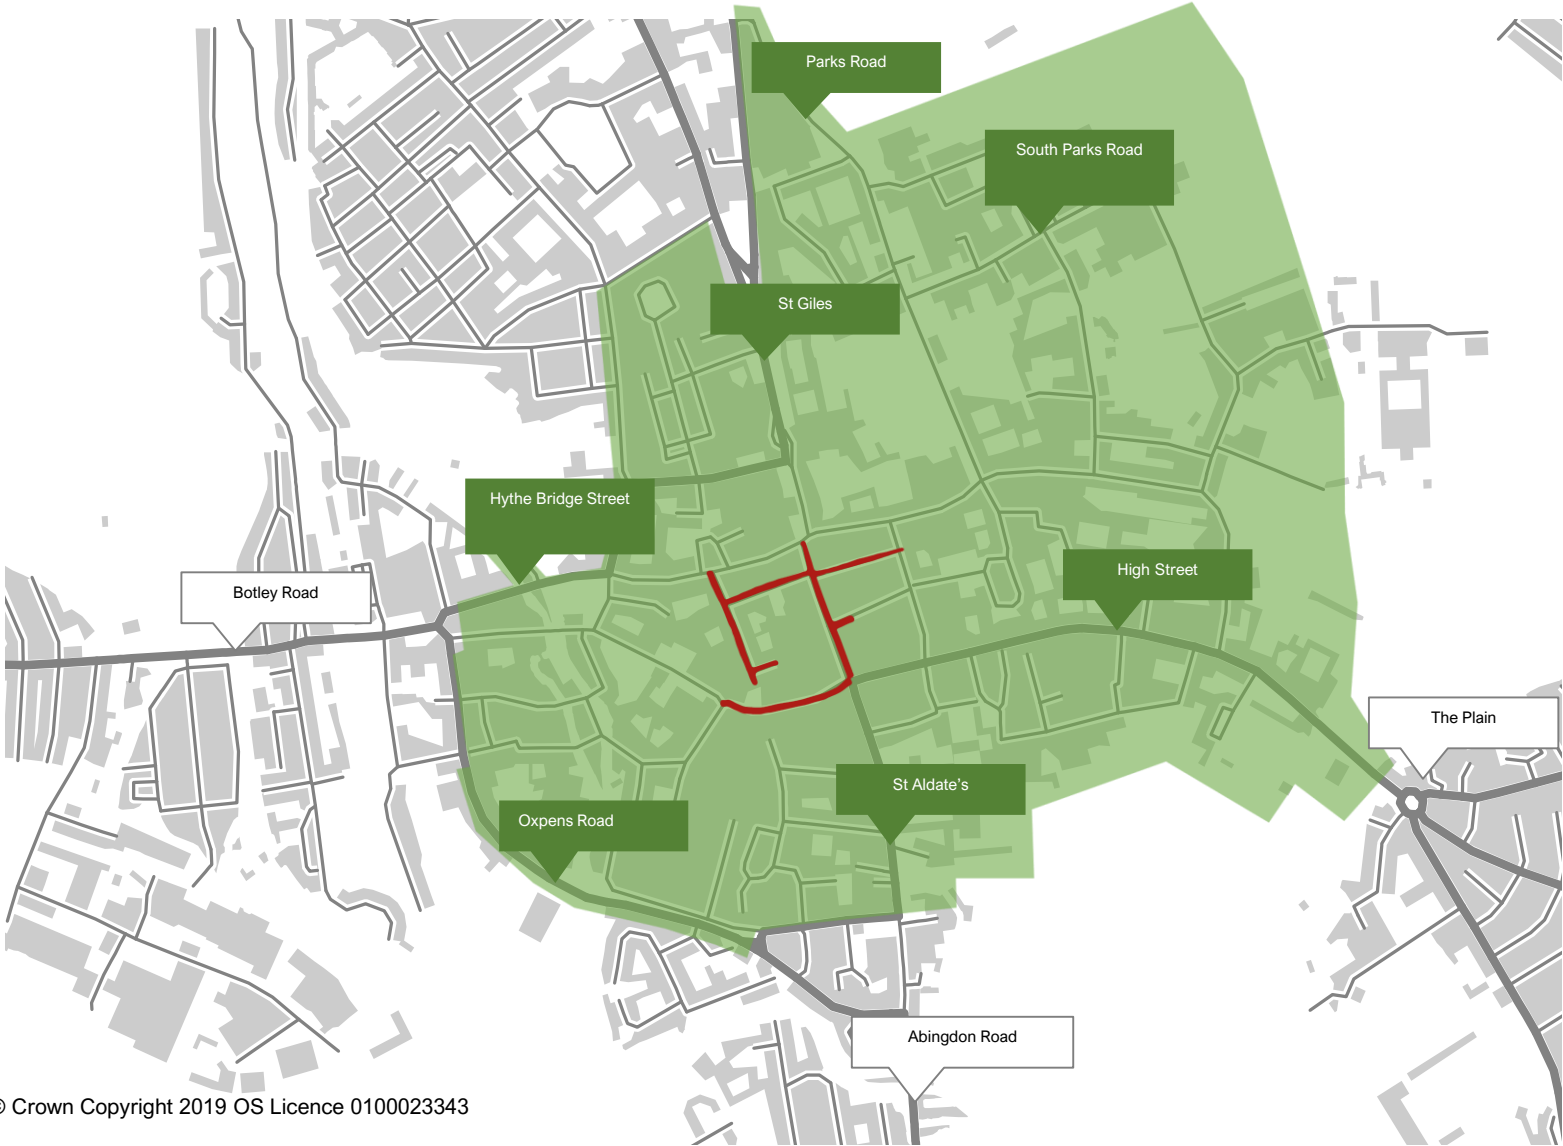 Parks Road
South Parks Road
St Giles
Hythe Bridge Street
High Street
Botley Road
The Plain
St Aldate's
Oxpens Road
Abingdon Road
© Crown Copyright 2019 OS Licence 0100023343